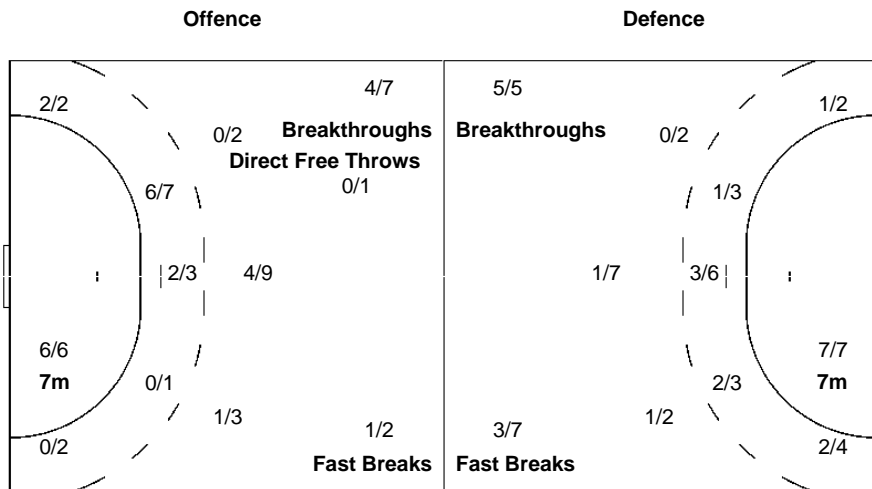 Offence Defence
4/7 5/5
2/2 1/2
Breakthroughs Breakthroughs
0/2 0/2
Direct Free Throws
6/7 0/1 1/3
2/3 4/9 1/7 3/6
6/6 7/7
7m 0/1 2/3 7m
1/3 1/2
1/2 3/7
0/2 2/4
Fast Breaks Fast Breaks